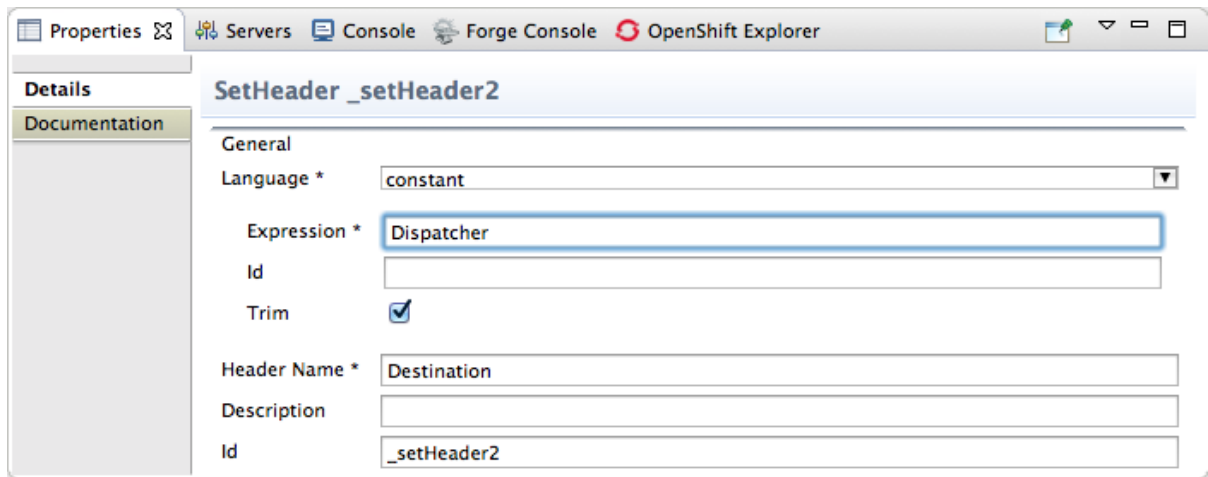 Properties Servers Console Forge Console OpenShift Explorer
Details
Documentation
SetHeader _setHeader2
General
Language * constant
Expression * Dispatcher
Id
Trim
Header Name * Destination
Description
Id _setHeader2